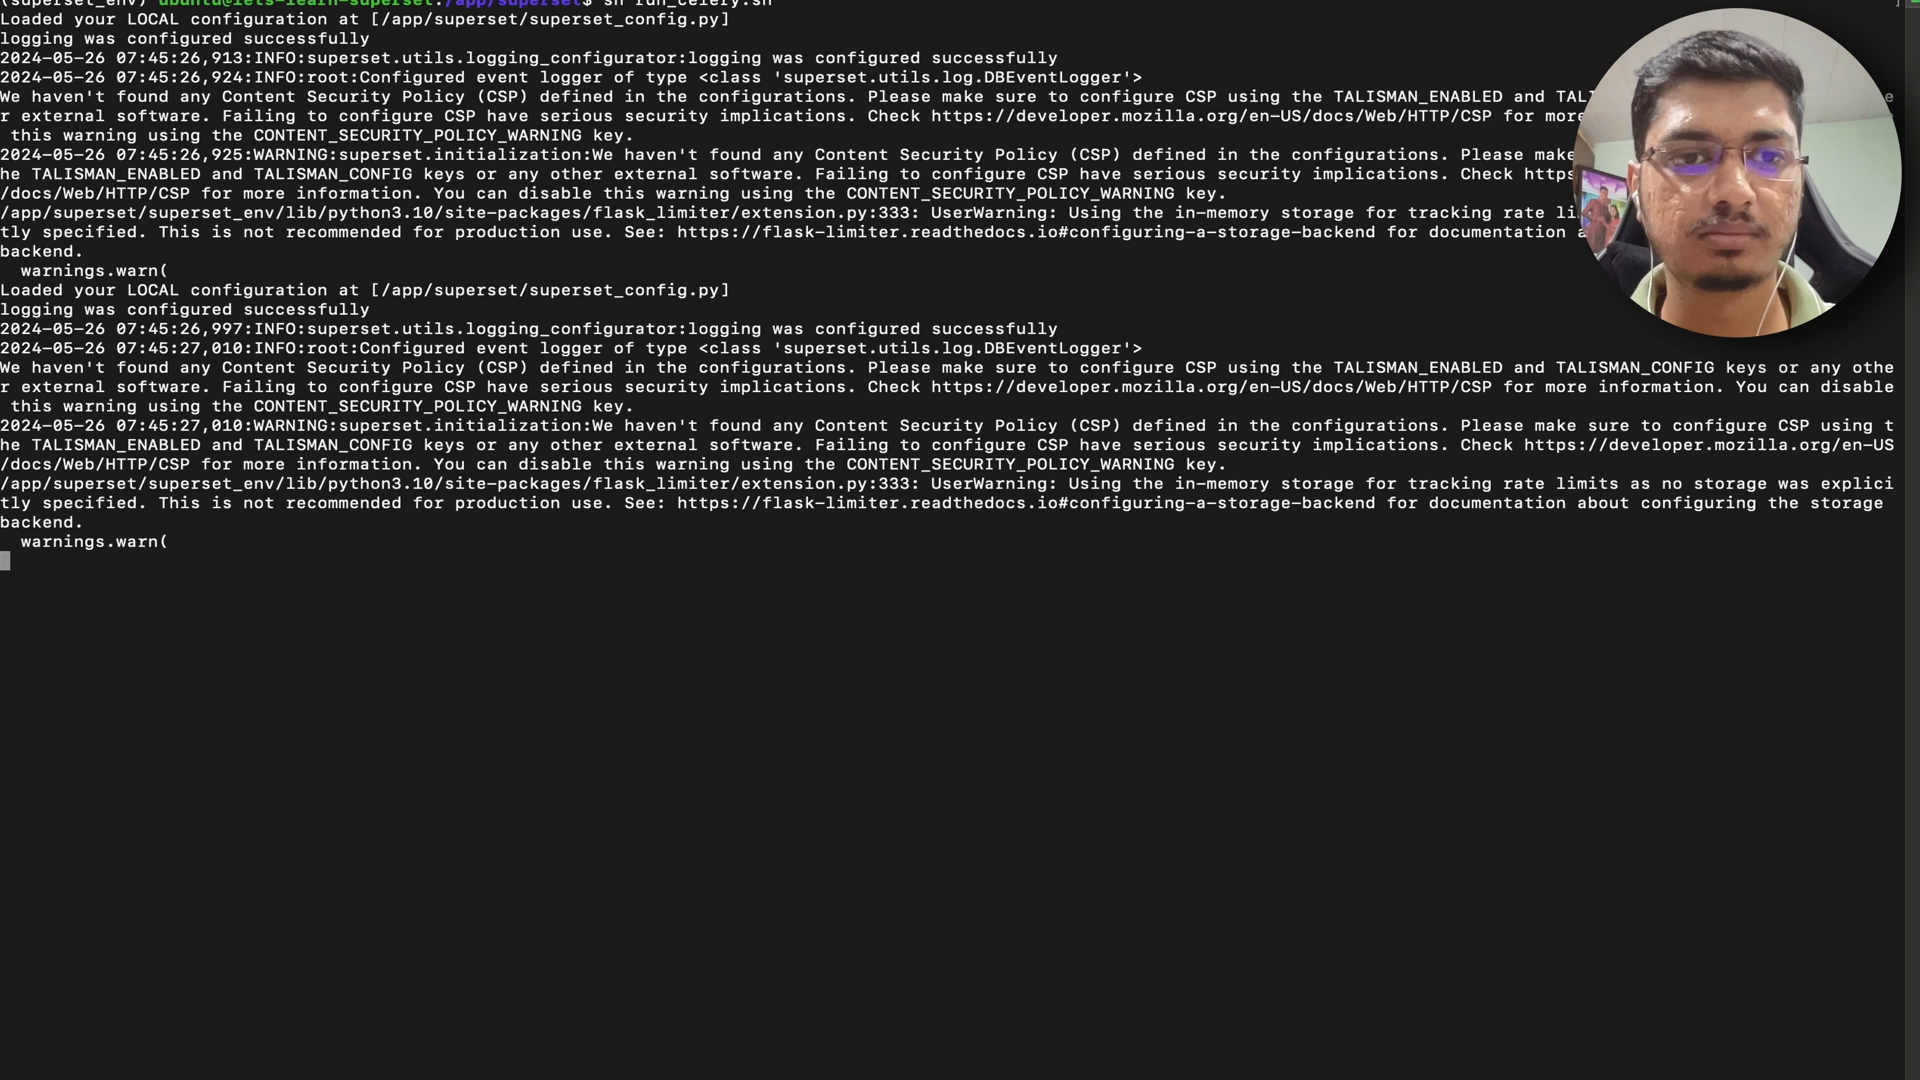 (superset_env) ubuntu@lets-learn-superset:/app/superset$ sh run_celery.sh
Loaded your LOCAL configuration at [/app/superset/superset_config.py]
logging was configured successfully
2024-05-26 07:45:26,913:INFO:superset.utils.logging_configurator:logging was configured successfully
2024-05-26 07:45:26,924:INFO:root:Configured event logger of type <class 'superset.utils.log.DBEventLogger'>
We haven't found any Content Security Policy (CSP) defined in the configurations. Please make sure to configure CSP using the TALISMAN_ENABLED and TAL e
r external software. Failing to configure CSP have serious security implications. Check https://developer.mozilla.org/en-US/docs/Web/HTTP/CSP for more
 this warning using the CONTENT_SECURITY_POLICY_WARNING key.
2024-05-26 07:45:26,925:WARNING:superset.initialization:We haven't found any Content Security Policy (CSP) defined in the configurations. Please make
he TALISMAN_ENABLED and TALISMAN_CONFIG keys or any other external software. Failing to configure CSP have serious security implications. Check https
/docs/Web/HTTP/CSP for more information. You can disable this warning using the CONTENT_SECURITY_POLICY_WARNING key.
/app/superset/superset_env/lib/python3.10/site-packages/flask_limiter/extension.py:333: UserWarning: Using the in-memory storage for tracking rate li
tly specified. This is not recommended for production use. See: https://flask-limiter.readthedocs.io#configuring-a-storage-backend for documentation a
backend.
  warnings.warn(
Loaded your LOCAL configuration at [/app/superset/superset_config.py]
logging was configured successfully
2024-05-26 07:45:26,997:INFO:superset.utils.logging_configurator:logging was configured successfully
2024-05-26 07:45:27,010:INFO:root:Configured event logger of type <class 'superset.utils.log.DBEventLogger'>
We haven't found any Content Security Policy (CSP) defined in the configurations. Please make sure to configure CSP using the TALISMAN_ENABLED and TALISMAN_CONFIG keys or any othe
r external software. Failing to configure CSP have serious security implications. Check https://developer.mozilla.org/en-US/docs/Web/HTTP/CSP for more information. You can disable
 this warning using the CONTENT_SECURITY_POLICY_WARNING key.
2024-05-26 07:45:27,010:WARNING:superset.initialization:We haven't found any Content Security Policy (CSP) defined in the configurations. Please make sure to configure CSP using t
he TALISMAN_ENABLED and TALISMAN_CONFIG keys or any other external software. Failing to configure CSP have serious security implications. Check https://developer.mozilla.org/en-US
/docs/Web/HTTP/CSP for more information. You can disable this warning using the CONTENT_SECURITY_POLICY_WARNING key.
/app/superset/superset_env/lib/python3.10/site-packages/flask_limiter/extension.py:333: UserWarning: Using the in-memory storage for tracking rate limits as no storage was explici
tly specified. This is not recommended for production use. See: https://flask-limiter.readthedocs.io#configuring-a-storage-backend for documentation about configuring the storage
backend.
  warnings.warn(